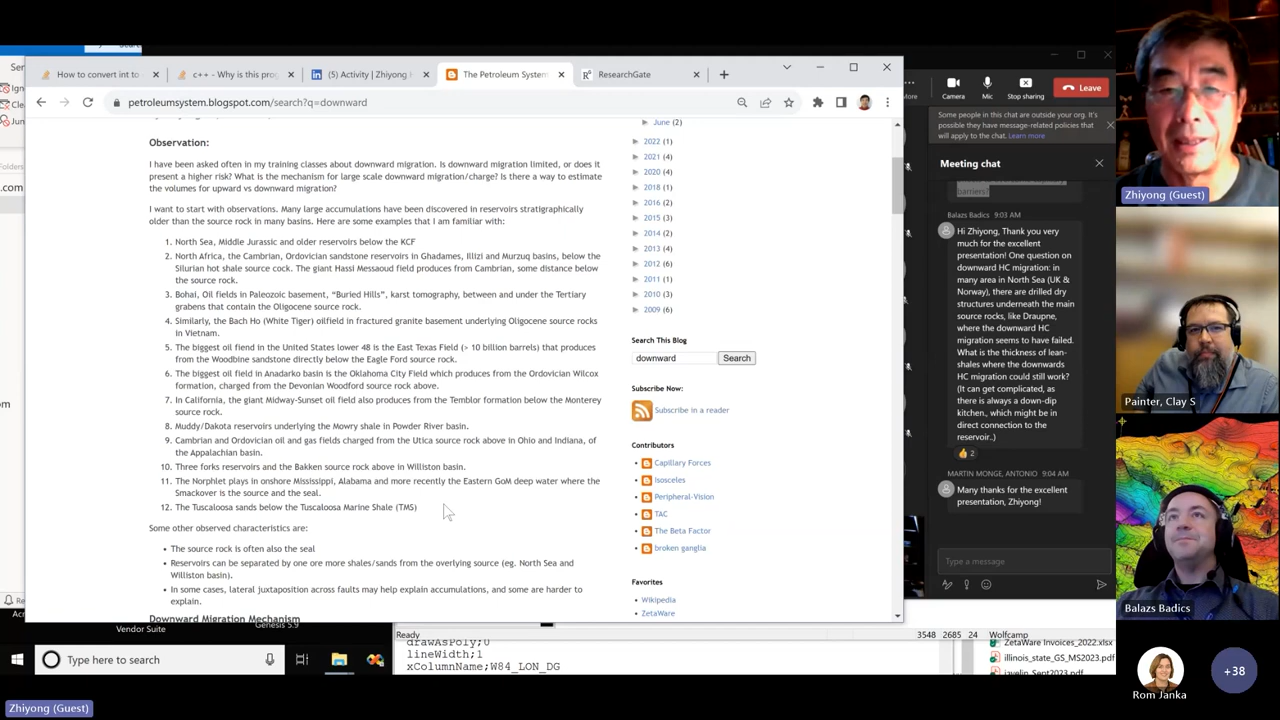 How to convert int to
c++ - Why is this prog
(5) Activity | Zhiyong H
The Petroleum System
ResearchGate
petroleumsystem.blogspot.com/search?q=downward
Observation:
I have been asked often in my training classes about downward migration. Is downward migration limited, or does it
present a higher risk? What is the mechanism for large scale downward migration/charge? Is there a way to estimate
the volumes for upward vs downward migration?
I want to start with observations. Many large accumulations have been discovered in reservoirs stratigraphically
older than the source rock in many basins. Here are some examples that I am familiar with:
1. North Sea, Middle Jurassic and older reservoirs below the KCF
2. North Africa, the Cambrian, Ordovician sandstone reservoirs in Ghadames, Illizi and Murzuq basins, below the
Silurian hot shale source cock. The giant Hassi Messaoud field produces from Cambrian, some distance below
the source rock.
3. Bohai, Oil fields in Paleozoic basement, “Buried Hills”, karst tomography, between and under the Tertiary
grabens that contain the Oligocene source rock.
4. Similarly, the Bach Ho (White Tiger) oilfield in fractured granite basement underlying Oligocene source rocks
in Vietnam.
5. The biggest oil fiend in the United States lower 48 is the East Texas Field (> 10 billion barrels) that produces
from the Woodbine sandstone directly below the Eagle Ford source rock.
6. The biggest oil field in Anadarko basin is the Oklahoma City Field which produces from the Ordovician Wilcox
formation, charged from the Devonian Woodford source rock above.
7. In California, the giant Midway-Sunset oil field also produces from the Temblor formation below the Monterey
source rock.
8. Muddy/Dakota reservoirs underlying the Mowry shale in Powder River basin.
9. Cambrian and Ordovician oil and gas fields charged from the Utica source rock above in Ohio and Indiana, of
the Appalachian basin.
10. Three forks reservoirs and the Bakken source rock above in Williston basin.
11. The Norphlet plays in onshore Mississippi, Alabama and more recently the Eastern GoM deep water where the
Smackover is the source and the seal.
12. The Tuscaloosa sands below the Tuscaloosa Marine Shale (TMS)
Some other observed characteristics are:
• The source rock is often also the seal
• Reservoirs can be separated by one ore more shales/sands from the overlying source (eg. North Sea and
Williston basin).
• In some cases, lateral juxtaposition across faults may help explain accumulations, and some are harder to
explain.
Downward Migration Mechanism
June (2)
2022 (1)
2021 (4)
2020 (4)
2018 (1)
2016 (2)
2015 (3)
2014 (2)
2013 (4)
2012 (6)
2011 (1)
2010 (3)
2009 (6)
Search This Blog
downward
Search
Subscribe Now:
Subscribe in a reader
Contributors
Capillary Forces
Isosceles
Peripheral-Vision
TAC
The Beta Factor
broken ganglia
Favorites
Wikipedia
ZetaWare
Camera
Mic
Stop sharing
Leave
Some people in this chat are outside your org. It's
possible they have message-related policies that
will apply to the chat. Learn more
Meeting chat
barriers?
Balazs Badics 9:03 AM
Hi Zhiyong, Thank you very
much for the excellent
presentation! One question on
downward HC migration: in
many area in North Sea (UK &
Norway), there are drilled dry
structures underneath the main
source rocks, like Draupne,
where the downward HC
migration seems to have failed.
What is the thickness of lean-
shales where the downwards
HC migration could still work?
(It can get complicated, as
there is always a down-dip
kitchen., which might be in
direct connection to the
reservoir..)
2
MARTIN MONGE, ANTONIO 9:04 AM
Many thanks for the excellent
presentation, Zhiyong!
Type a message
Zhiyong (Guest)
Painter, Clay S
Balazs Badics
Rom Janka
+38
Vendor Suite
Genesis 5.9
Ready
3548 2685 24 Wolfcamp
drawAsPoly;0
lineWidth;1
xColumnName;W84_LON_DG
ZetaWare Invoices_2022.xlsx
illinois_state_GS_MS2023.pdf
javelin_Sept2023.pdf
Type here to search
Zhiyong (Guest)